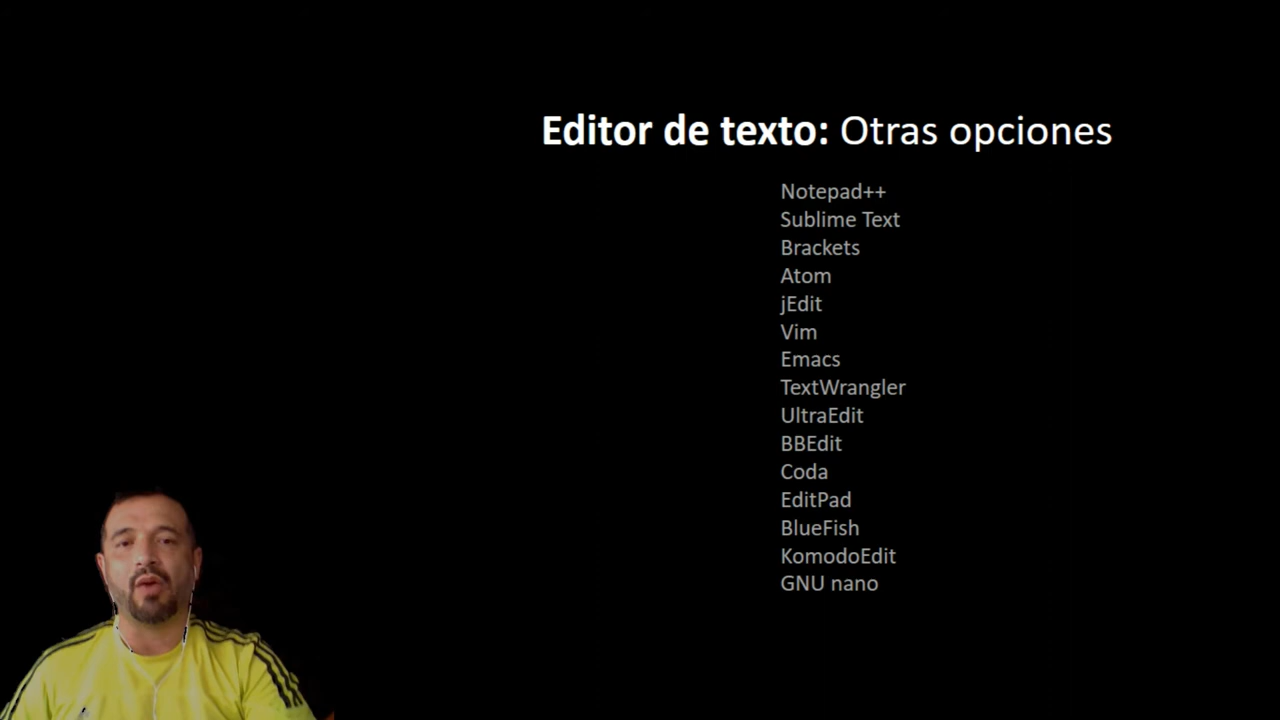 Editor de texto: Otras opciones
Notepad++
Sublime Text
Brackets
Atom
jEdit
Vim
Emacs
TextWrangler
UltraEdit
BBEdit
Coda
EditPad
BlueFish
KomodoEdit
GNU nano